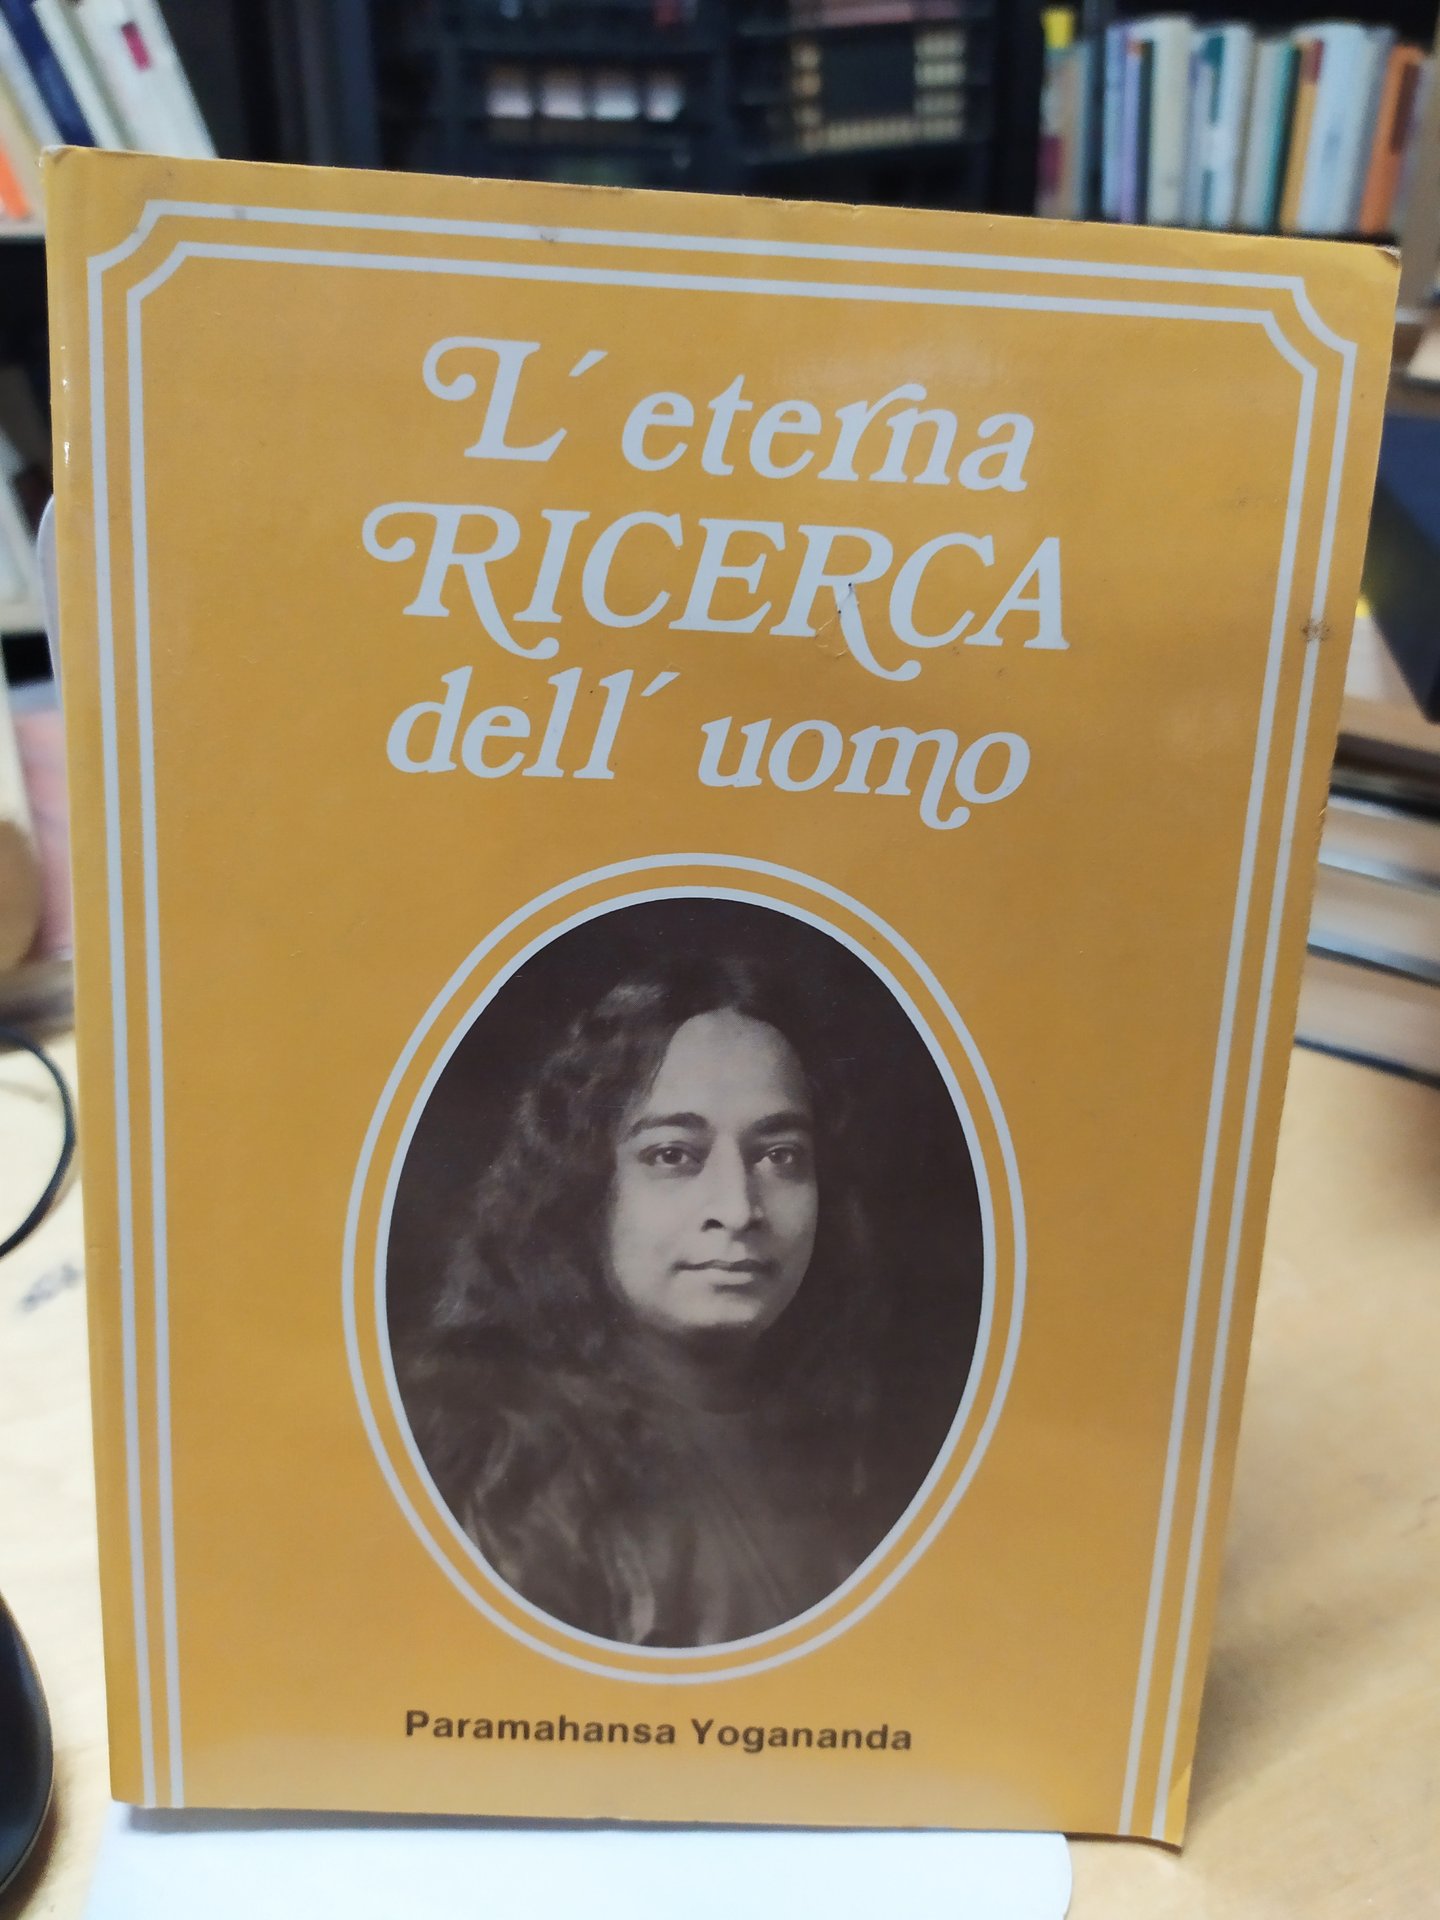 L'eterna
RICERCA
dell'uomo
Paramahansa Yogananda